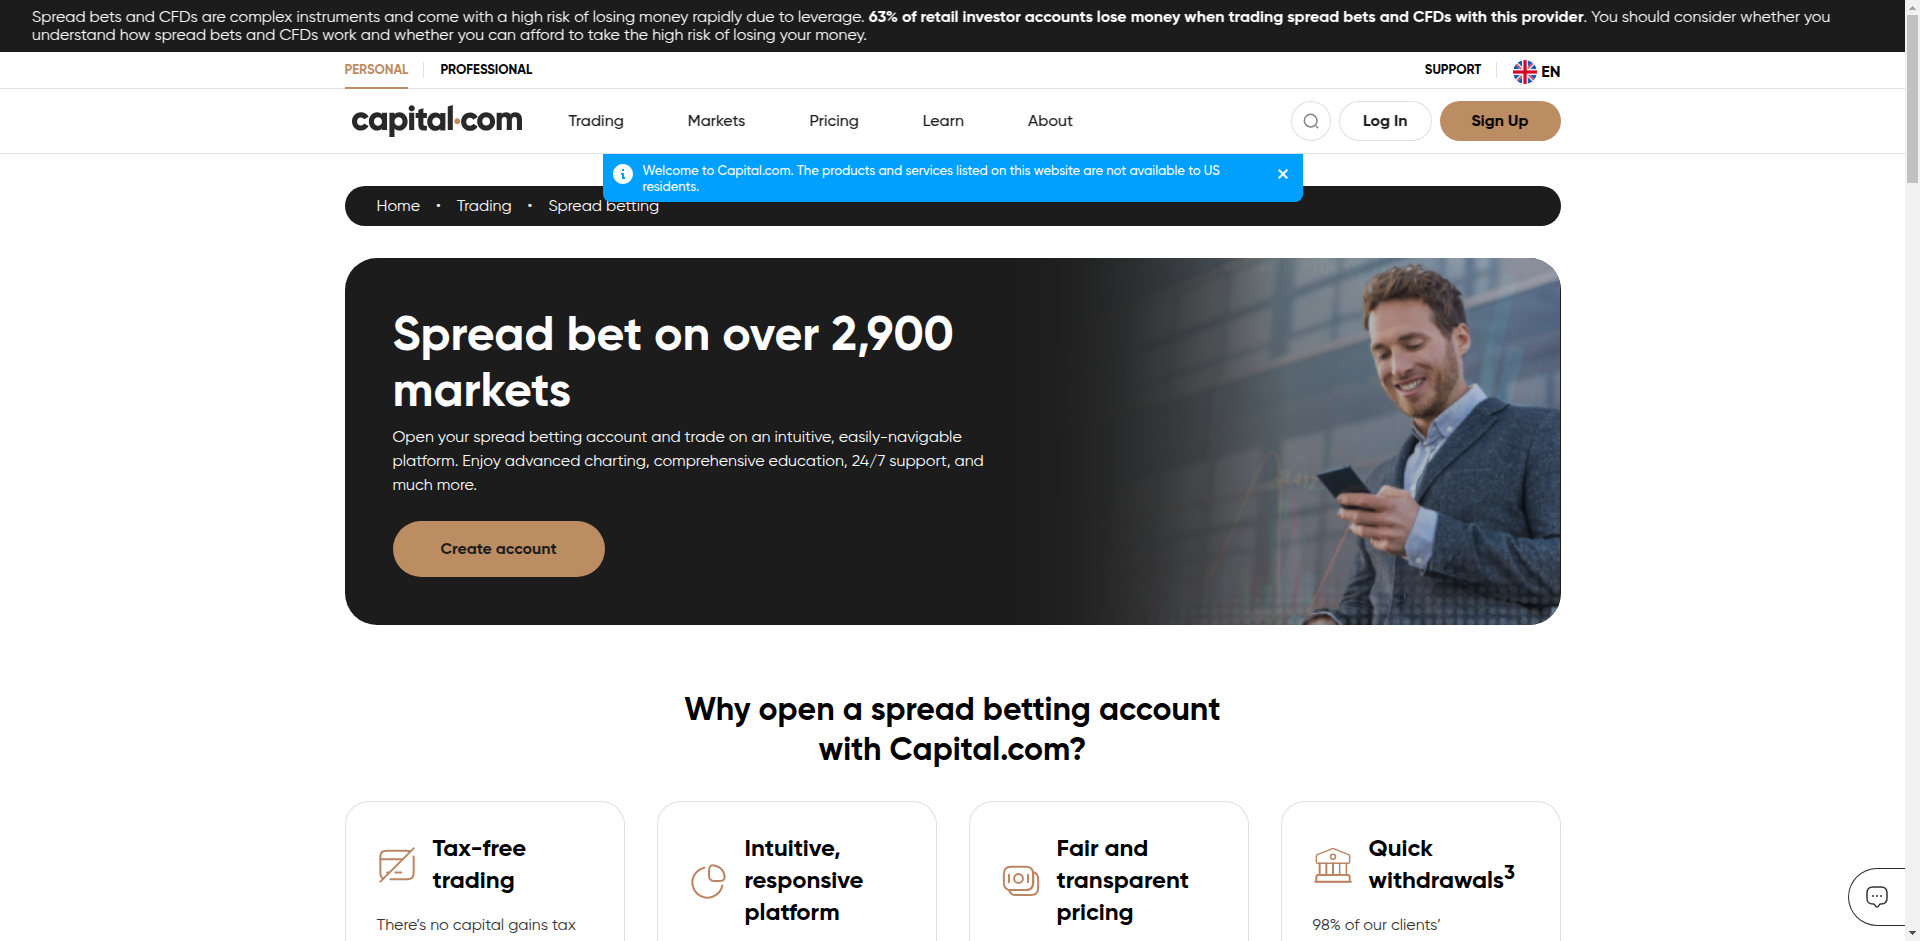 Spread bets and CFDs are complex instruments and come with a high risk of losing money rapidly due to leverage. 63% of retail investor accounts lose money when trading spread bets and CFDs with this provider. You should consider whether you
understand how spread bets and CFDs work and whether you can afford to take the high risk of losing your money.
PERSONAL PROFESSIONAL SUPPORT EN
capital.com Trading Markets Pricing Learn About Log In Sign Up
Welcome to Capital.com. The products and services listed on this website are not available to US
residents.
Home • Trading • Spread betting
Spread bet on over 2,900
markets
Open your spread betting account and trade on an intuitive, easily-navigable
platform. Enjoy advanced charting, comprehensive education, 24/7 support, and
much more.
Create account
Why open a spread betting account
with Capital.com?
Tax-free
trading
There's no capital gains tax
Intuitive,
responsive
platform
Fair and
transparent
pricing
Quick
withdrawals3
98% of our clients'